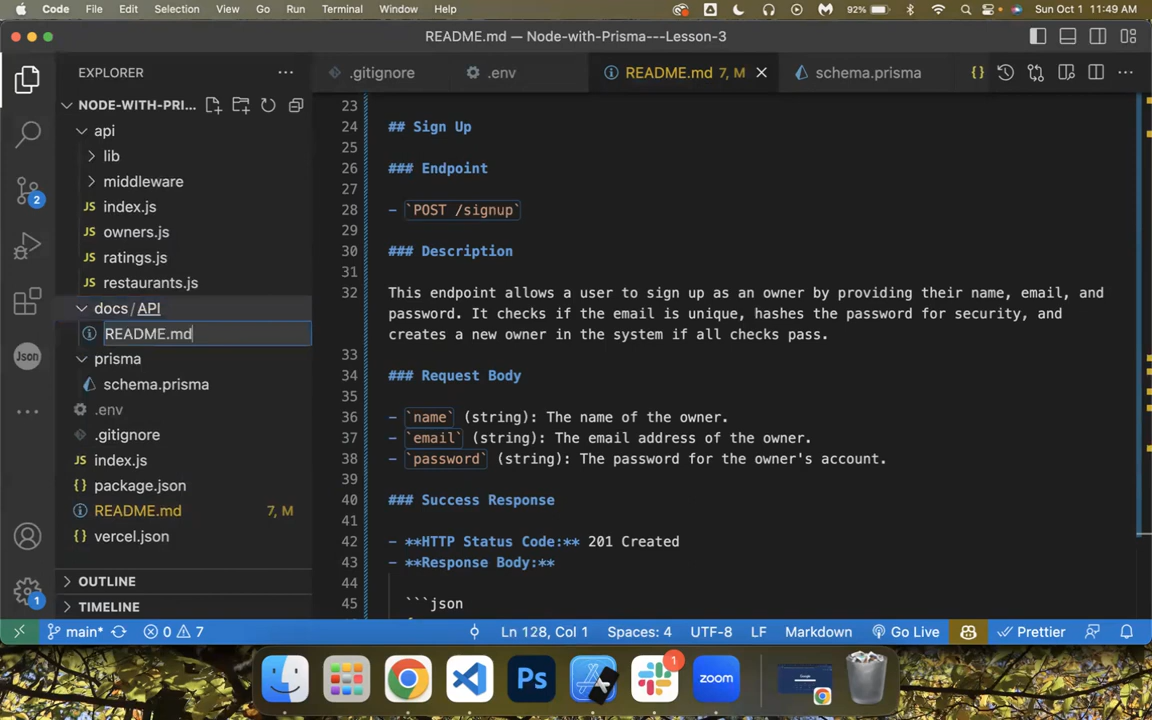 Code File Edit Selection View Go Run Terminal Window Help 92% Sun Oct 1 11:49 AM
README.md — Node-with-Prisma---Lesson-3
EXPLORER
.gitignore .env README.md 7, M schema.prisma {}
NODE-WITH-PRI...
api
lib
middleware
JS index.js
JS owners.js
JS ratings.js
JS restaurants.js
docs / API
README.md
prisma
schema.prisma
.env
.gitignore
JS index.js
package.json
README.md 7, M
vercel.json
OUTLINE
TIMELINE
2
Json
1
23
24 ## Sign Up
25
26 ### Endpoint
27
28 - `POST /signup`
29
30 ### Description
31
32 This endpoint allows a user to sign up as an owner by providing their name, email, and
password. It checks if the email is unique, hashes the password for security, and
creates a new owner in the system if all checks pass.
33
34 ### Request Body
35
36 - `name` (string): The name of the owner.
37 - `email` (string): The email address of the owner.
38 - `password` (string): The password for the owner's account.
39
40 ### Success Response
41
42 - **HTTP Status Code:** 201 Created
43 - **Response Body:**
44
45 ```json
main* 0 7 Ln 128, Col 1 Spaces: 4 UTF-8 LF Markdown Go Live Prettier
Ps 1 zoom